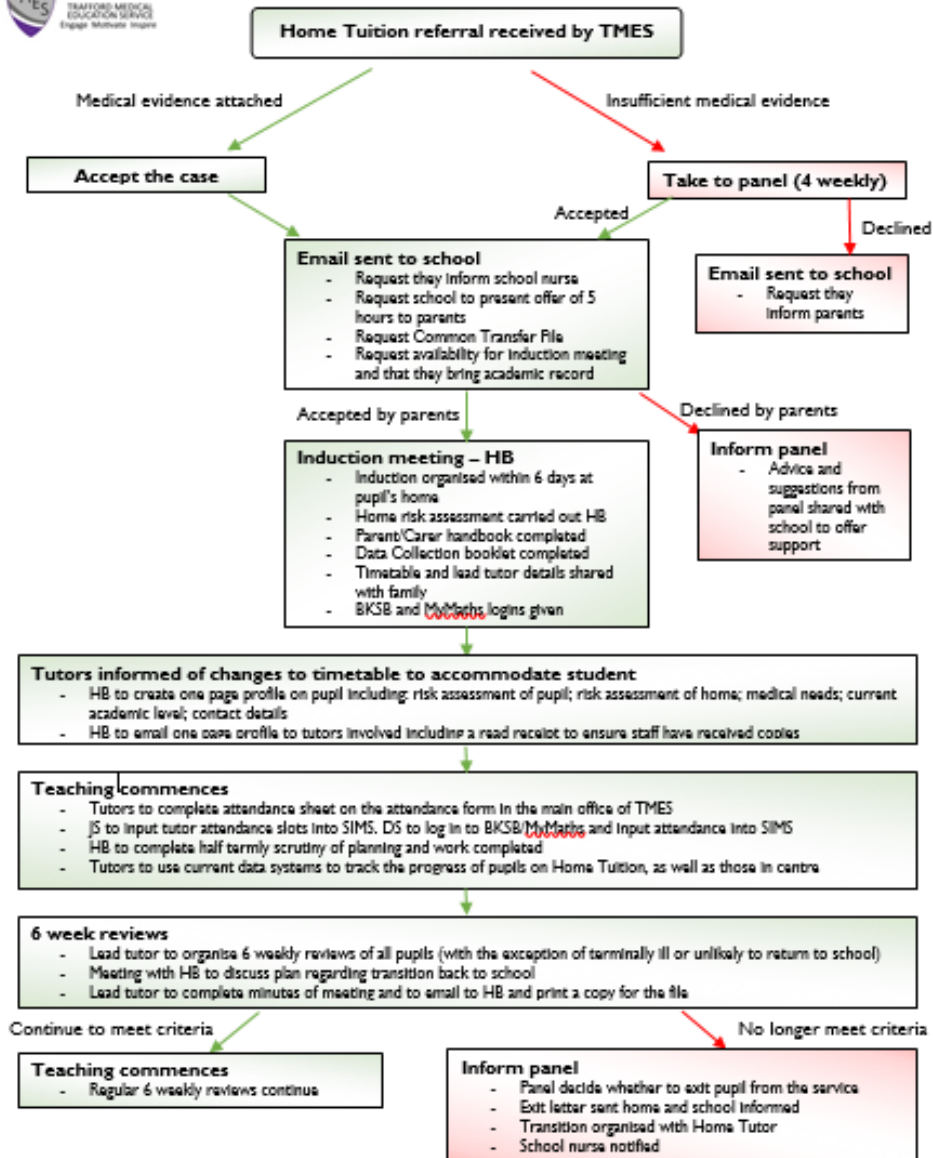 TMES
TRAFFORD MEDICAL
EDUCATION SERVICE
Engage Motivate Inspire
Home Tuition referral received by TMES
Medical evidence attached
Insufficient medical evidence
Accept the case
Take to panel (4 weekly)
Accepted
Declined
Email sent to school
- Request they inform school nurse
- Request school to present offer of 5
hours to parents
- Request Common Transfer File
- Request availability for induction meeting
and that they bring academic record
Email sent to school
- Request they
inform parents
Accepted by parents
Declined by parents
Induction meeting – HB
- Induction organised within 6 days at
pupil's home
- Home risk assessment carried out HB
- Parent/Carer handbook completed
- Data Collection booklet completed
- Timetable and lead tutor details shared
with family
- BKSB and MyMaths logins given
Inform panel
- Advice and
suggestions from
panel shared with
school to offer
support
Tutors informed of changes to timetable to accommodate student
- HB to create one page profile on pupil including: risk assessment of pupil; risk assessment of home; medical needs; current
academic level; contact details
- HB to email one page profile to tutors involved including a read receipt to ensure staff have received copies
Teaching commences
- Tutors to complete attendance sheet on the attendance form in the main office of TMES
- JS to input tutor attendance slots into SIMS. DS to log in to BKSB/MyMaths and input attendance into SIMS
- HB to complete half termly scrutiny of planning and work completed
- Tutors to use current data systems to track the progress of pupils on Home Tuition, as well as those in centre
6 week reviews
- Lead tutor to organise 6 weekly reviews of all pupils (with the exception of terminally ill or unlikely to return to school)
- Meeting with HB to discuss plan regarding transition back to school
- Lead tutor to complete minutes of meeting and to email to HB and print a copy for the file
Continue to meet criteria
No longer meet criteria
Teaching commences
- Regular 6 weekly reviews continue
Inform panel
- Panel decide whether to exit pupil from the service
- Exit letter sent home and school informed
- Transition organised with Home Tutor
- School nurse notified